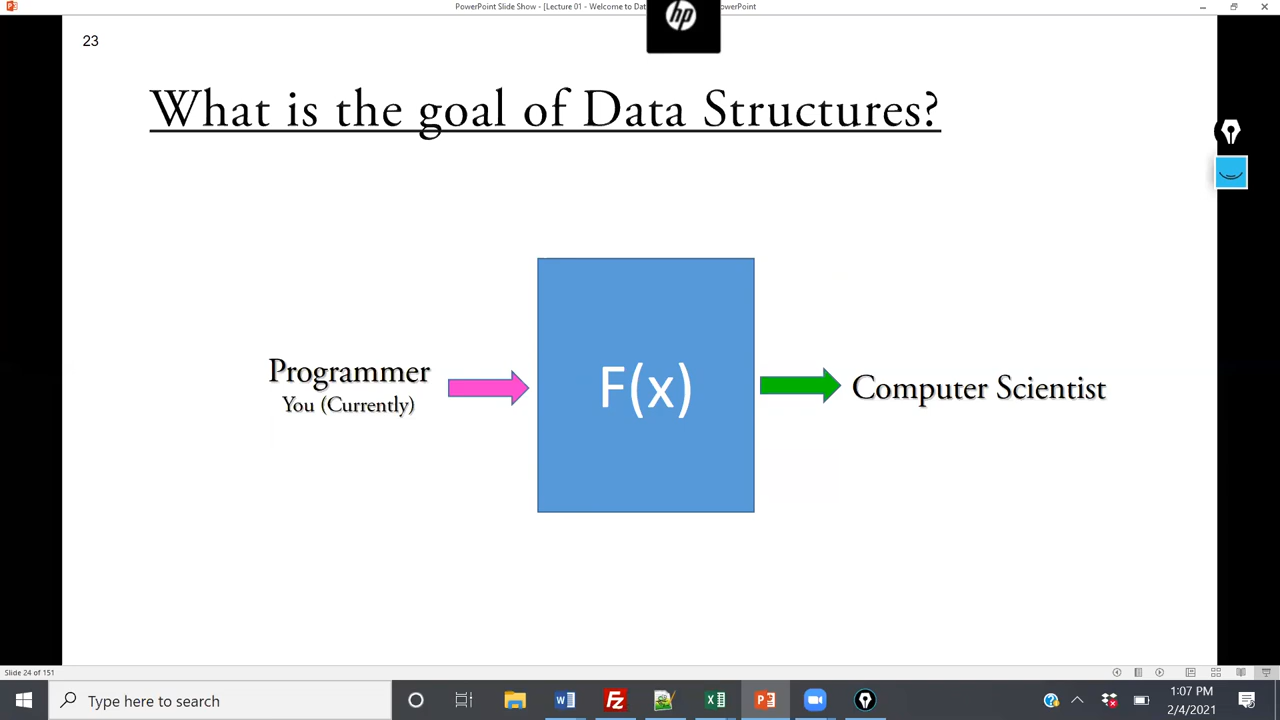 PowerPoint Slide Show - [Lecture 01 - Welcome to Dat
owerPoint
hp
23
What is the goal of Data Structures?
Programmer
You (Currently)
F(x)
Computer Scientist
Slide 24 of 151
Type here to search
1:07 PM
2/4/2021